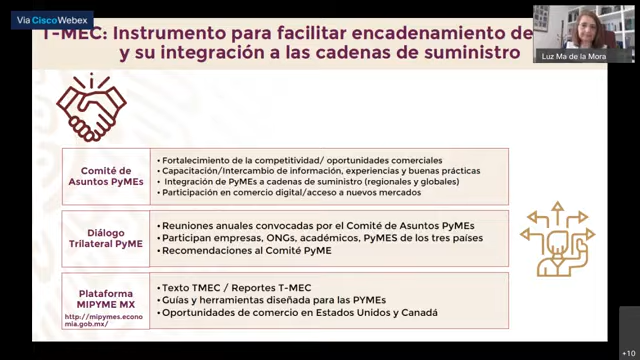 Via Cisco Webex
T-MEC: Instrumento para facilitar encadenamiento de
y su integración a las cadenas de suministro
Luz Ma de la Mora
Comité de
Asuntos PyMEs
• Fortalecimiento de la competitividad/ oportunidades comerciales
• Capacitación/Intercambio de información, experiencias y buenas prácticas
• Integración de PyMEs a cadenas de suministro (regionales y globales)
• Participación en comercio digital/acceso a nuevos mercados
Diálogo
Trilateral PyME
• Reuniones anuales convocadas por el Comité de Asuntos PyMEs
• Participan empresas, ONGs, académicos, PyMES de los tres países
• Recomendaciones al Comité PyME
Plataforma
MIPYME MX
http://mipymes.econo
mia.gob.mx/
• Texto TMEC / Reportes T-MEC
• Guías y herramientas diseñada para las PYMEs
• Oportunidades de comercio en Estados Unidos y Canadá
+10